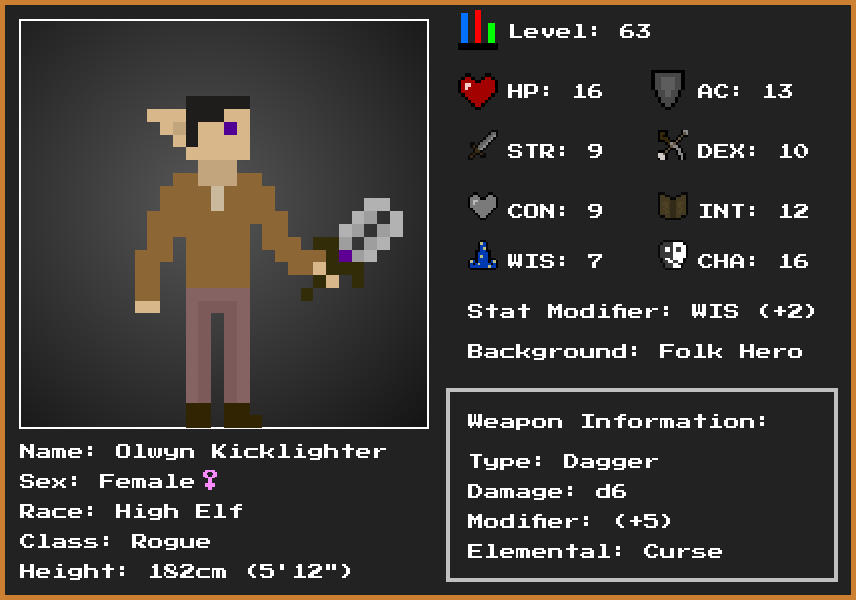 Level: 63
HP: 16
AC: 13
STR: 9
DEX: 10
CON: 9
INT: 12
WIS: 7
CHA: 16
Stat Modifier: WIS (+2)
Background: Folk Hero
Weapon Information:
Type: Dagger
Damage: d6
Modifier: (+5)
Elemental: Curse
Name: Olwyn Kicklighter
Sex: Female♀
Race: High Elf
Class: Rogue
Height: 182cm (5'12")